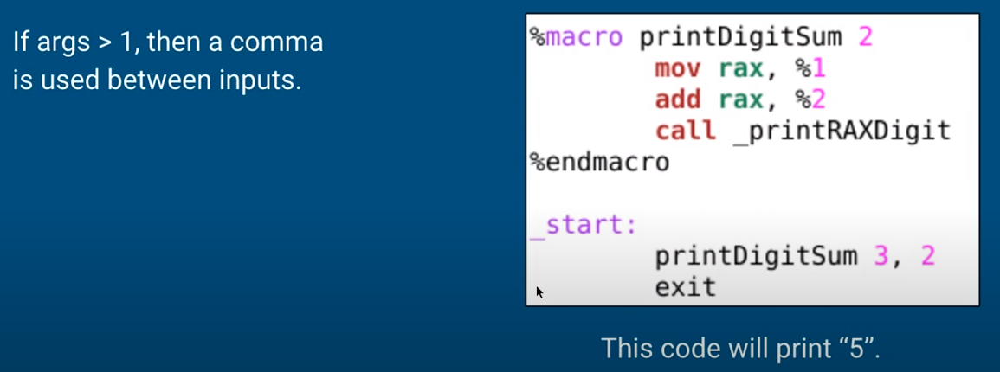 If args > 1, then a comma
is used between inputs.
%macro printDigitSum 2
        mov rax, %1
        add rax, %2
        call _printRAXDigit
%endmacro

_start:
        printDigitSum 3, 2
        exit
This code will print “5”.